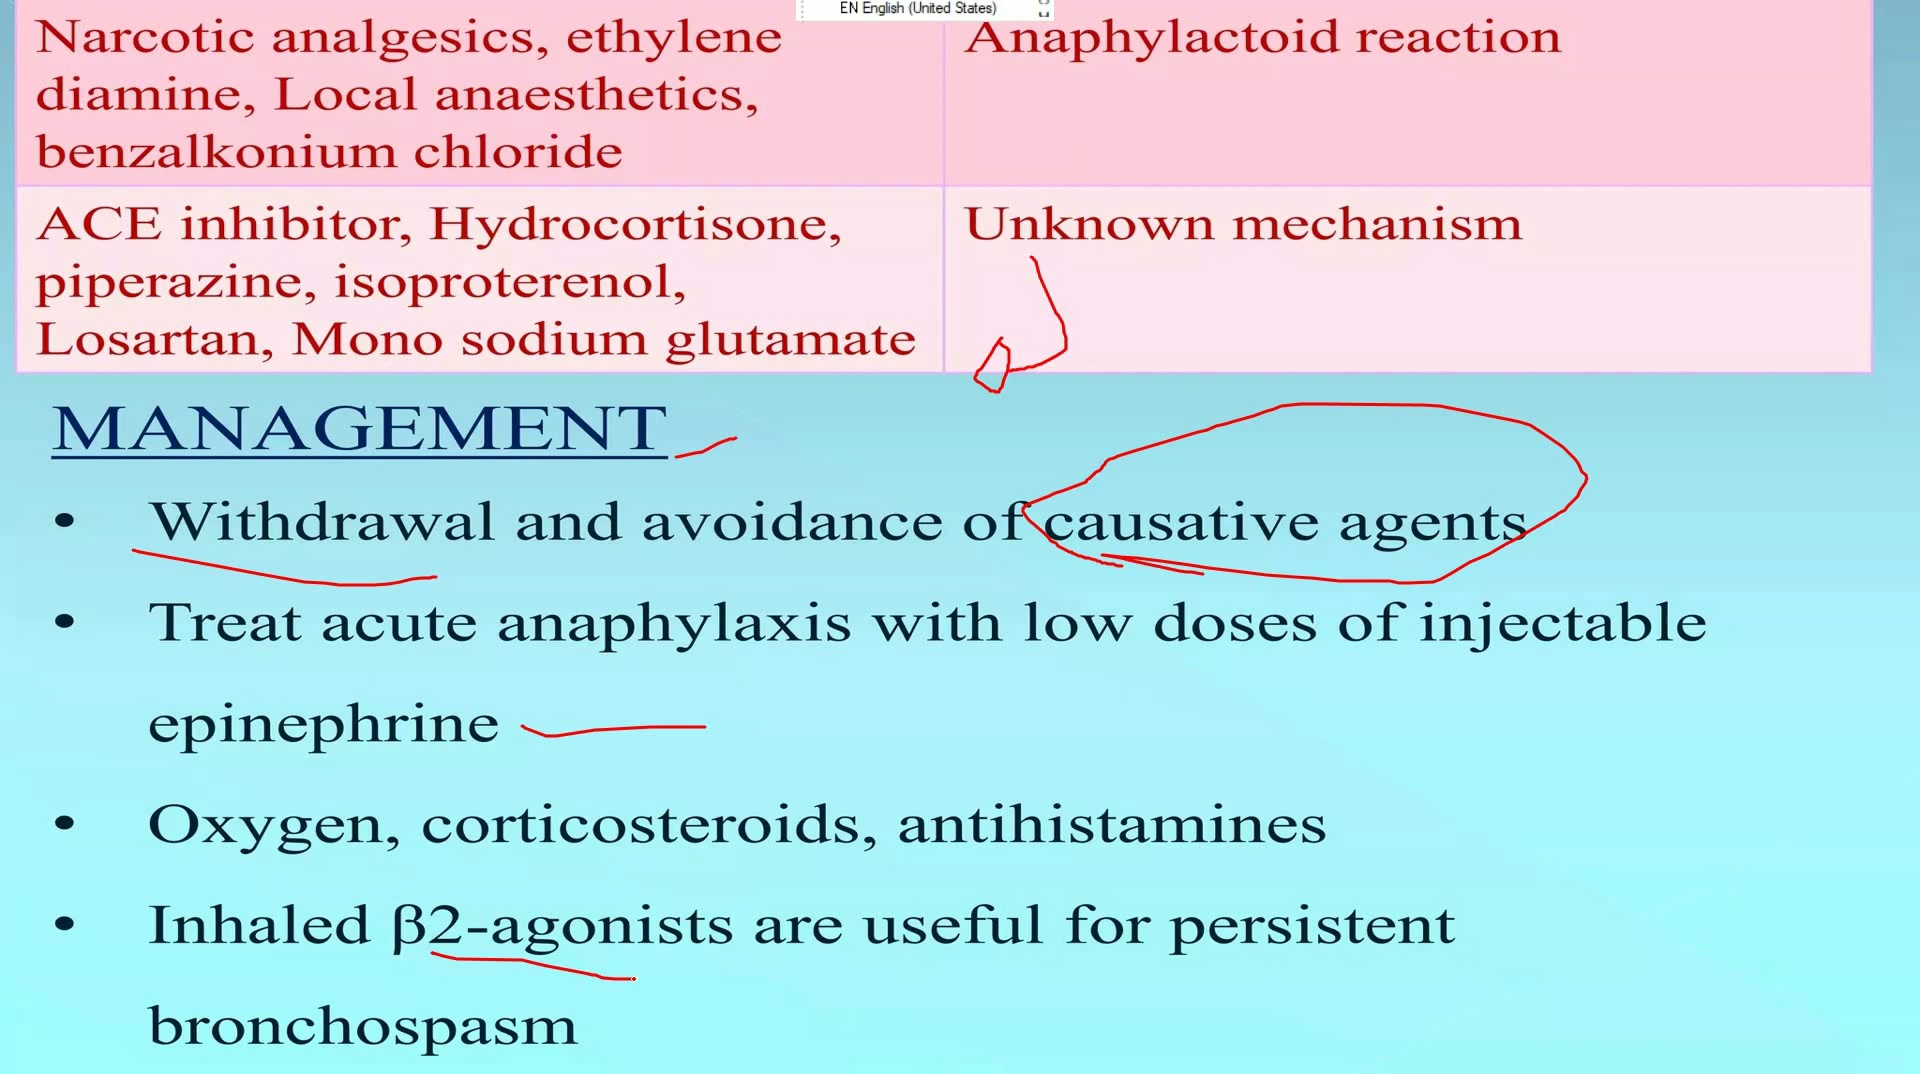 EN English (United States)
Narcotic analgesics, ethylene
diamine, Local anaesthetics,
benzalkonium chloride
Anaphylactoid reaction
ACE inhibitor, Hydrocortisone,
piperazine, isoproterenol,
Losartan, Mono sodium glutamate
Unknown mechanism
MANAGEMENT
• Withdrawal and avoidance of causative agents
• Treat acute anaphylaxis with low doses of injectable
epinephrine
• Oxygen, corticosteroids, antihistamines
• Inhaled β2-agonists are useful for persistent
bronchospasm